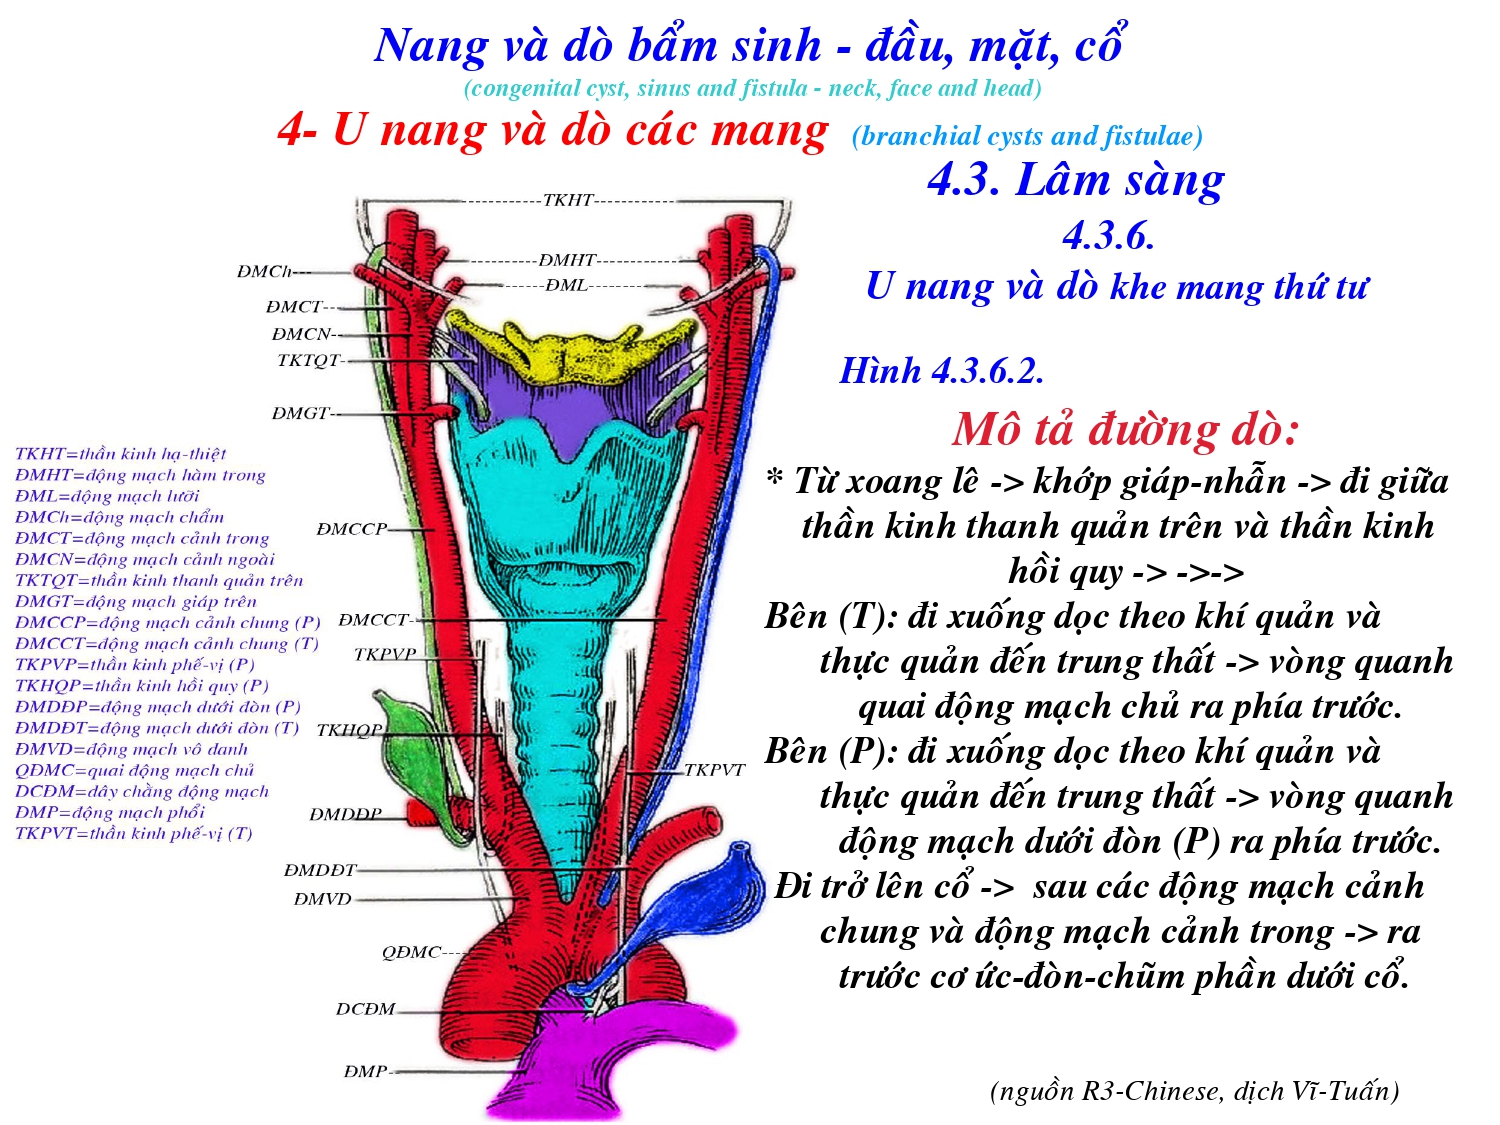 Nang và dò bẩm sinh - đầu, mặt, cổ
(congenital cyst, sinus and fistula - neck, face and head)
4- U nang và dò các mang (branchial cysts and fistulae)
4.3. Lâm sàng
4.3.6.
U nang và dò khe mang thứ tư
Hình 4.3.6.2.
Mô tả đường dò:
* Từ xoang lê -> khớp giáp-nhẫn -> đi giữa
thần kinh thanh quản trên và thần kinh
hồi quy -> ->->
Bên (T): đi xuống dọc theo khí quản và
thực quản đến trung thất -> vòng quanh
quai động mạch chủ ra phía trước.
Bên (P): đi xuống dọc theo khí quản và
thực quản đến trung thất -> vòng quanh
động mạch dưới đòn (P) ra phía trước.
Đi trở lên cổ -> sau các động mạch cảnh
chung và động mạch cảnh trong -> ra
trước cơ ức-đòn-chũm phần dưới cổ.
TKHT
ĐMHT
ĐMCh
ĐML
ĐMCT
ĐMCN
TKTQT
ĐMGT
ĐMCCP
ĐMCCT
TKPVP
TKHQP
TKPVT
ĐMDĐP
ĐMDĐT
ĐMVD
QĐMC
DCĐM
ĐMP
TKHT=thần kinh hạ-thiệt
ĐMHT=động mạch hàm trong
ĐML=động mạch lưỡi
ĐMCh=động mạch chẩm
ĐMCT=động mạch cảnh trong
ĐMCN=động mạch cảnh ngoài
TKTQT=thần kinh thanh quản trên
ĐMGT=động mạch giáp trên
ĐMCCP=động mạch cảnh chung (P)
ĐMCCT=động mạch cảnh chung (T)
TKPVP=thần kinh phế-vị (P)
TKHQP=thần kinh hồi quy (P)
ĐMDĐP=động mạch dưới đòn (P)
ĐMDĐT=động mạch dưới đòn (T)
ĐMVD=động mạch vô danh
QĐMC=quai động mạch chủ
DCĐM=dây chằng động mạch
ĐMP=động mạch phổi
TKPVT=thần kinh phế-vị (T)
(nguồn R3-Chinese, dịch Vĩ-Tuấn)